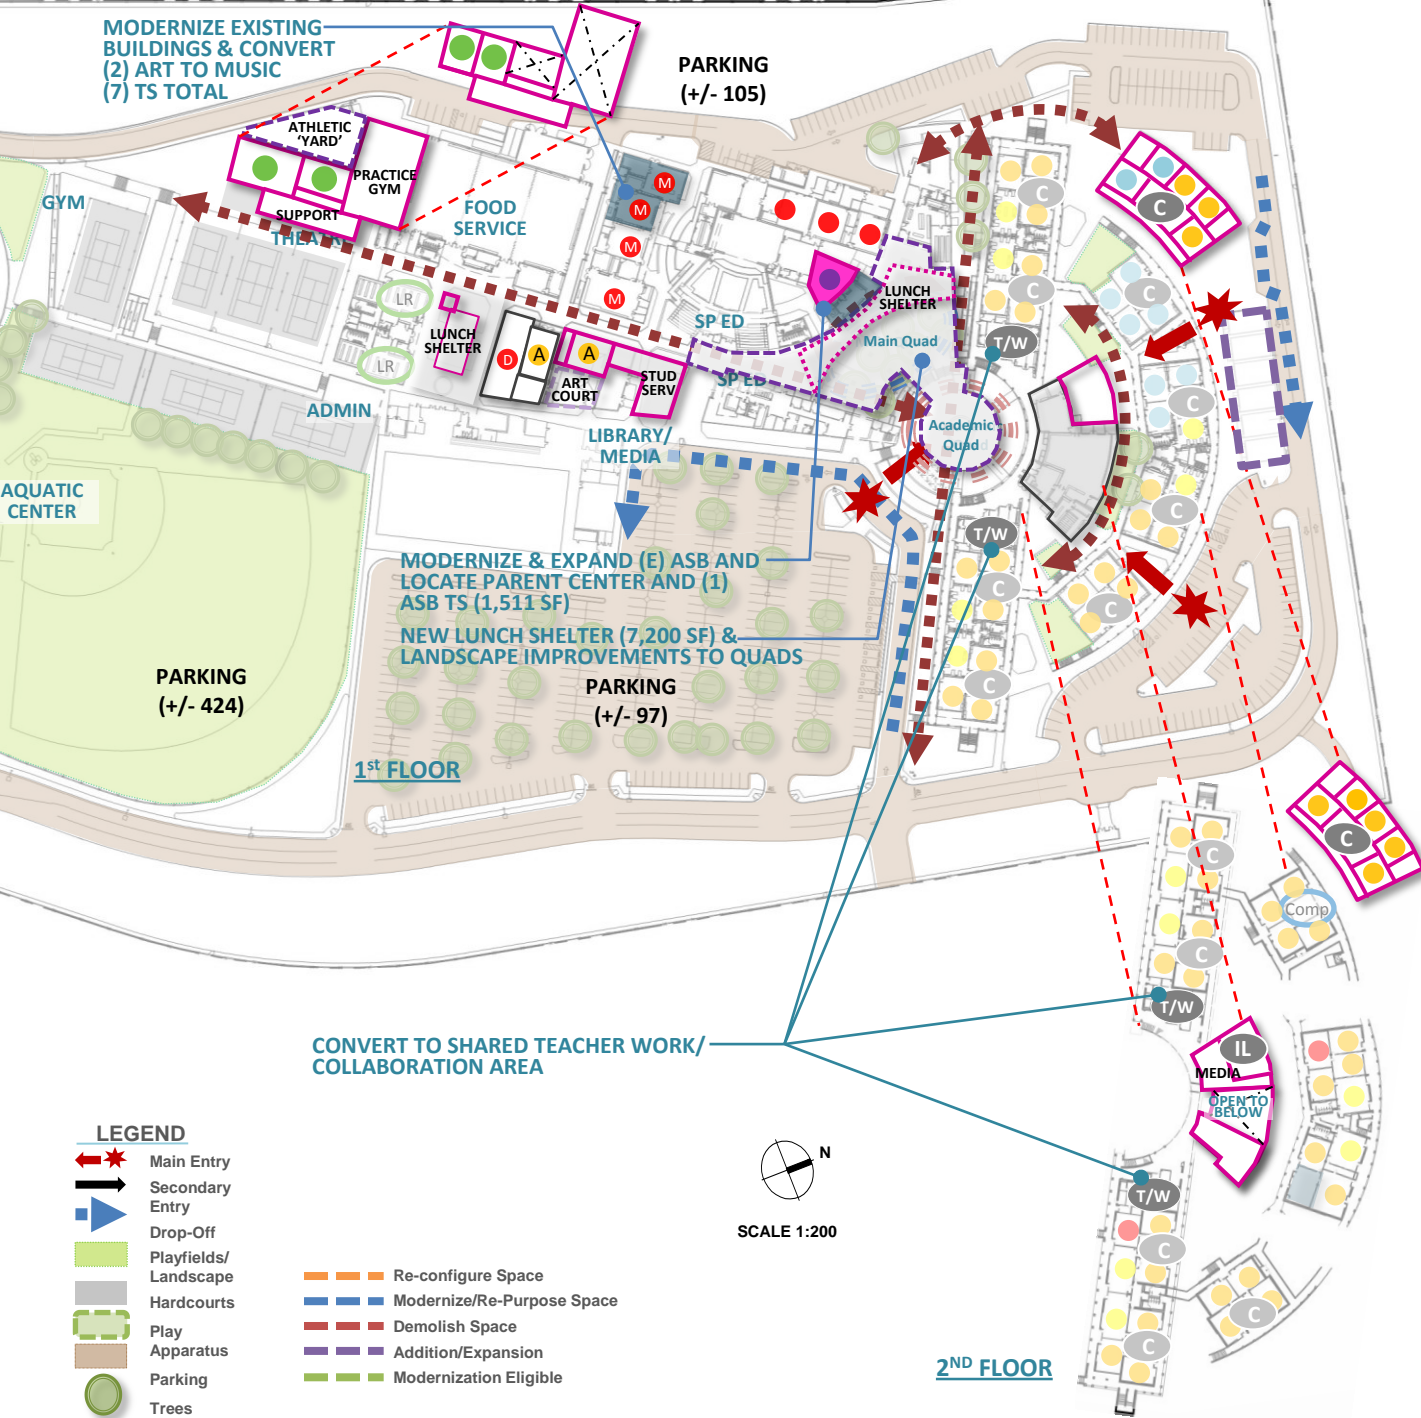 MODERNIZE EXISTING
BUILDINGS & CONVERT
(2) ART TO MUSIC
(7) TS TOTAL
PARKING
(+/- 105)
ATHLETIC
'YARD'
PRACTICE
GYM
SUPPORT
GYM
THEATRE
FOOD
SERVICE
M
M
M
M
C
C
C
C
C
C
C
C
C
C
LR
LR
LUNCH
SHELTER
LUNCH
SHELTER
SP ED
SP ED
Main Quad
Academic
Quad
T/W
T/W
D
A
A
ART
COURT
STUD
SERV
ADMIN
LIBRARY/
MEDIA
AQUATIC
CENTER
MODERNIZE & EXPAND (E) ASB AND
LOCATE PARENT CENTER AND (1)
ASB TS (1,511 SF)
NEW LUNCH SHELTER (7,200 SF) &
LANDSCAPE IMPROVEMENTS TO QUADS
PARKING
(+/- 424)
PARKING
(+/- 97)
1st FLOOR
C
C
C
Comp
T/W
IL
MEDIA
OPEN TO
BELOW
T/W
C
C
C
CONVERT TO SHARED TEACHER WORK/
COLLABORATION AREA
N
SCALE 1:200
2ND FLOOR
LEGEND
Main Entry
Secondary
Entry
Drop-Off
Playfields/
Landscape
Hardcourts
Play
Apparatus
Parking
Trees
Re-configure Space
Modernize/Re-Purpose Space
Demolish Space
Addition/Expansion
Modernization Eligible